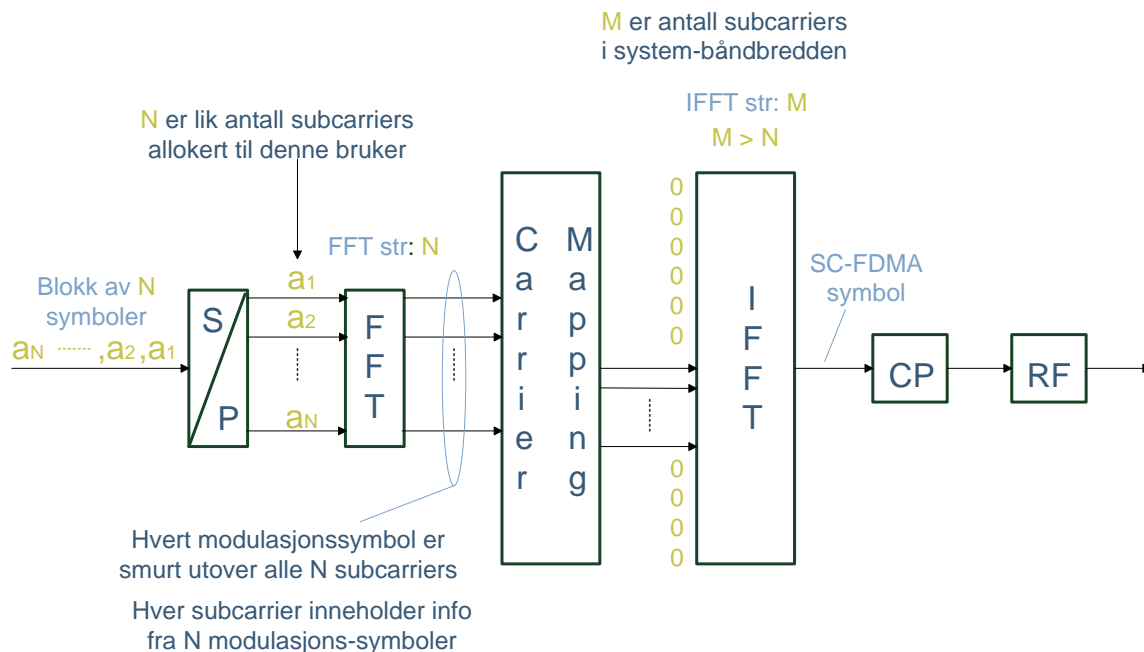 M er antall subcarriers
i system-båndbredden
IFFT str: M
M > N
N er lik antall subcarriers
allokert til denne bruker
FFT str: N
Blokk av N
symboler
aN ........ ,a2,a1
S
P
a1
a2
aN
F
F
T
C
a
r
r
i
e
r
M
a
p
p
i
n
g
0
0
0
0
0
0
0
0
0
0
I
F
F
T
SC-FDMA
symbol
CP
RF
Hvert modulasjonssymbol er
smurt utover alle N subcarriers
Hver subcarrier inneholder info
fra N modulasjons-symboler